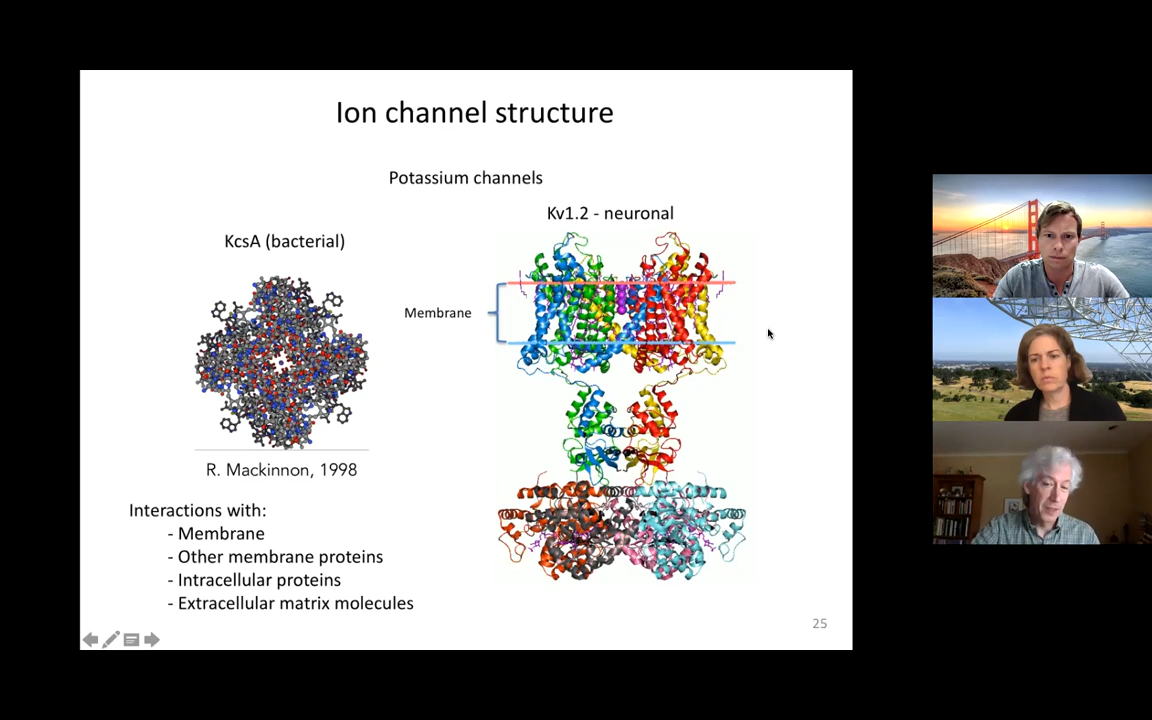 Ion channel structure
Potassium channels
Kv1.2 - neuronal
KcsA (bacterial)
Membrane
R. Mackinnon, 1998
Interactions with:
- Membrane
- Other membrane proteins
- Intracellular proteins
- Extracellular matrix molecules
25